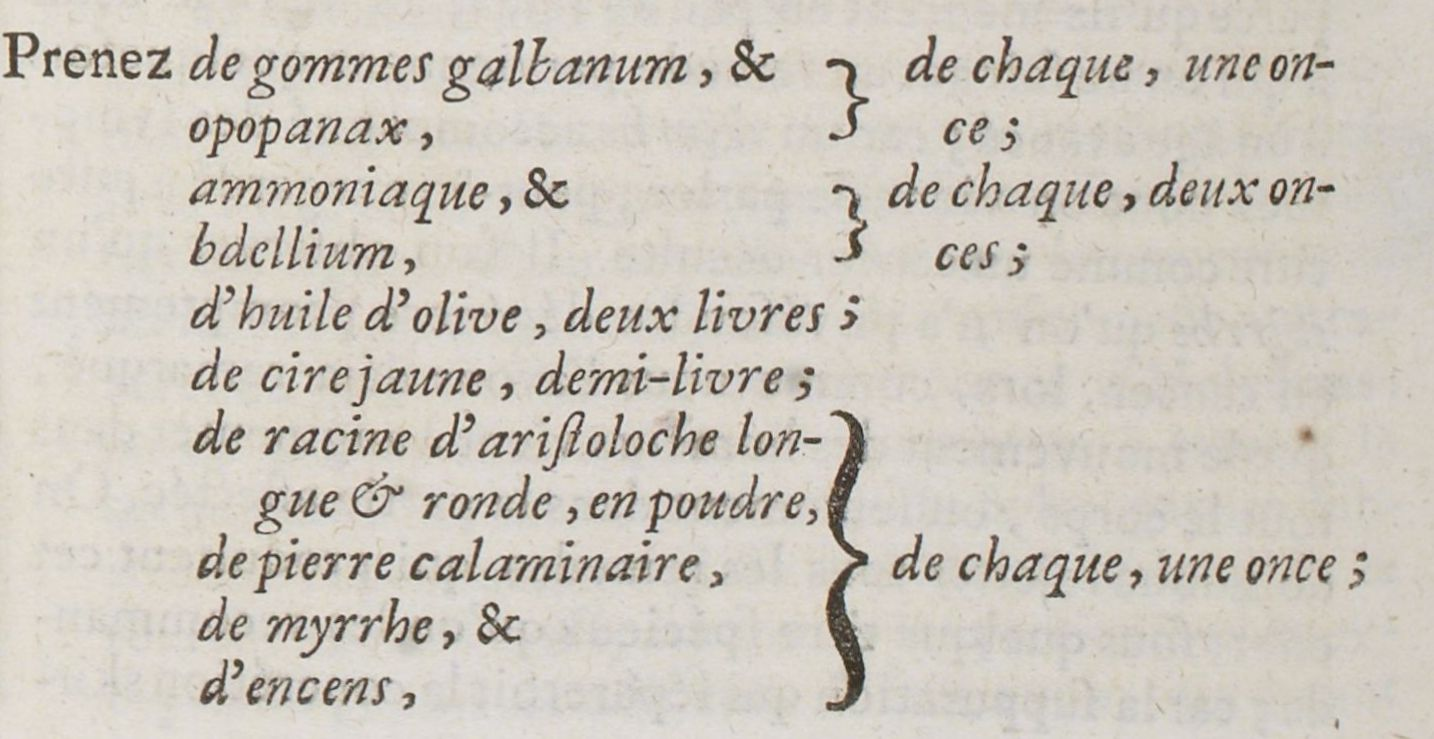 Prenez de gommes galbanum, & } de chaque, une on-
opopanax, ce;
ammoniaque, & } de chaque, deux on-
bdellium, ces;
d'huile d'olive, deux livres;
de cire jaune, demi-livre;
de racine d'ariſtoloche lon-
gue & ronde, en poudre,
de pierre calaminaire, } de chaque, une once;
de myrrhe, &
d'encens,